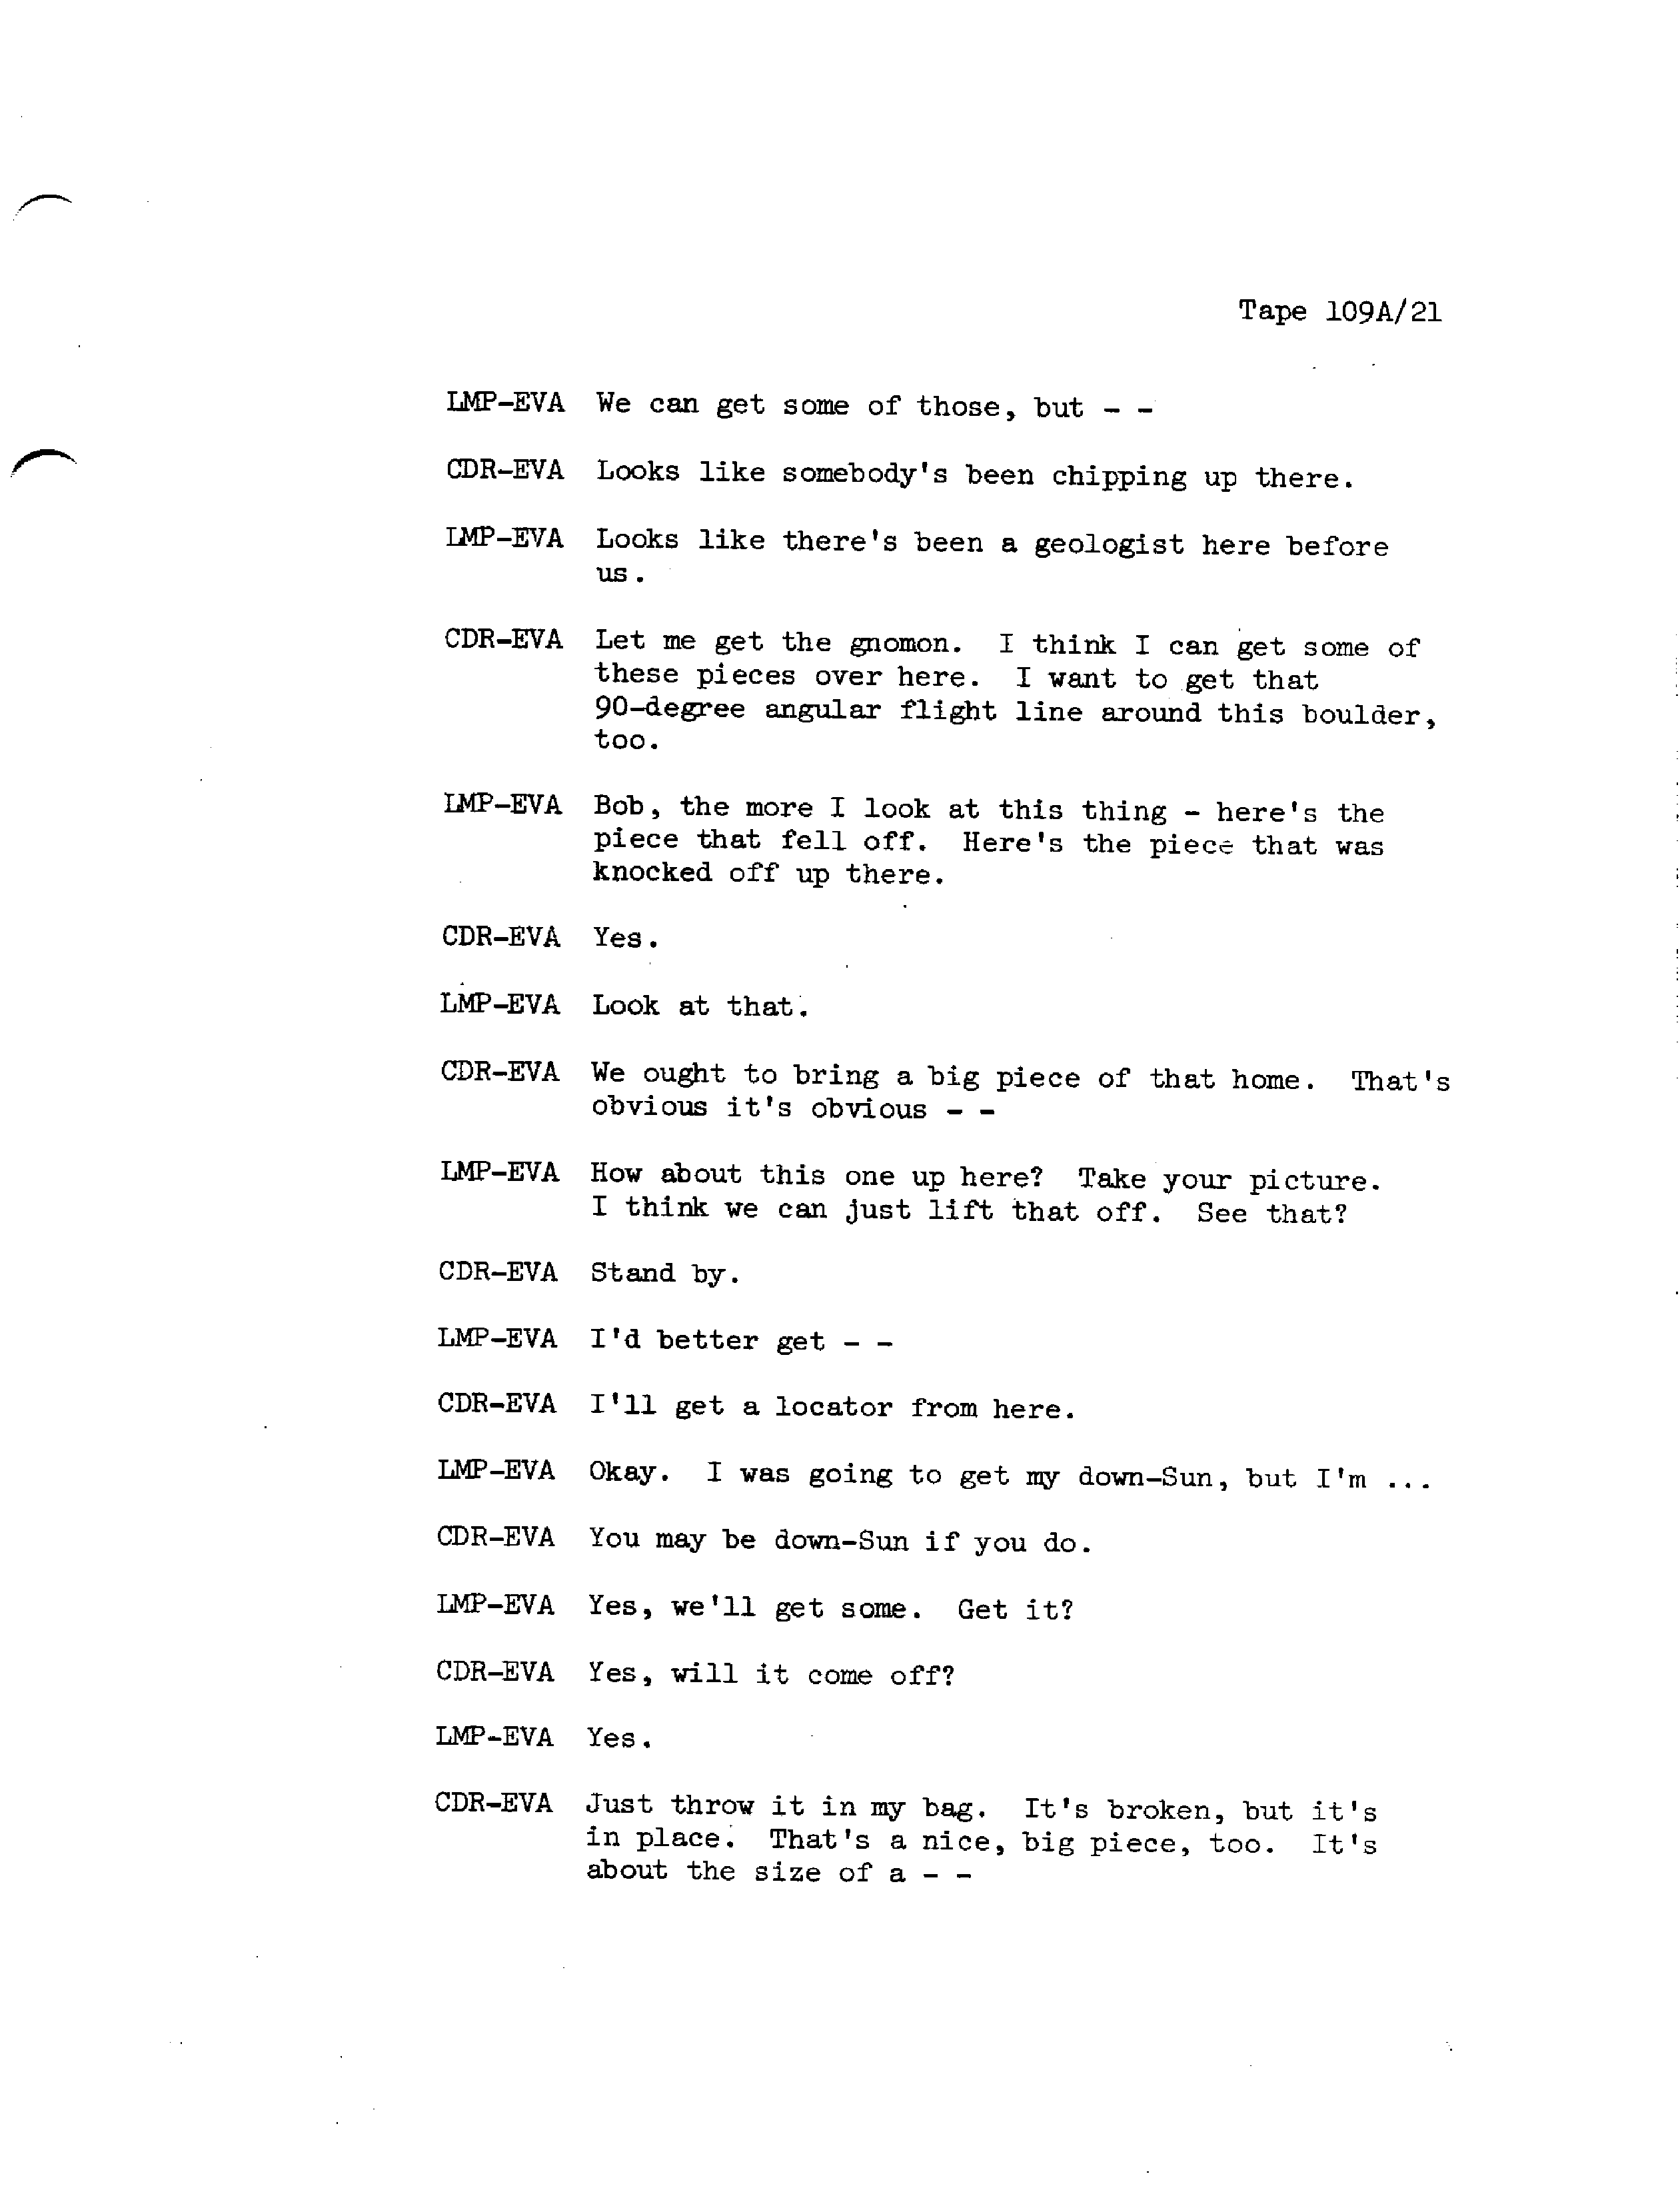 Tape 109A/21
LMP-EVA We can get some of those, but - -
CDR-EVA Looks like somebody's been chipping up there.
LMP-EVA Looks like there's been a geologist here before
us.
CDR-EVA Let me get the gnomon. I think I can get some of
these pieces over here. I want to get that
90-degree angular flight line around this boulder,
too.
LMP-EVA Bob, the more I look at this thing - here's the
piece that fell off. Here's the piece that was
knocked off up there.
CDR-EVA Yes.
LMP-EVA Look at that.
CDR-EVA We ought to bring a big piece of that home. That's
obvious it's obvious - -
LMP-EVA How about this one up here? Take your picture.
I think we can just lift that off. See that?
CDR-EVA Stand by.
LMP-EVA I'd better get - -
CDR-EVA I'll get a locator from here.
LMP-EVA Okay. I was going to get my down-Sun, but I'm ...
CDR-EVA You may be down-Sun if you do.
LMP-EVA Yes, we'll get some. Get it?
CDR-EVA Yes, will it come off?
LMP-EVA Yes.
CDR-EVA Just throw it in my bag. It's broken, but it's
in place. That's a nice, big piece, too. It's
about the size of a - -